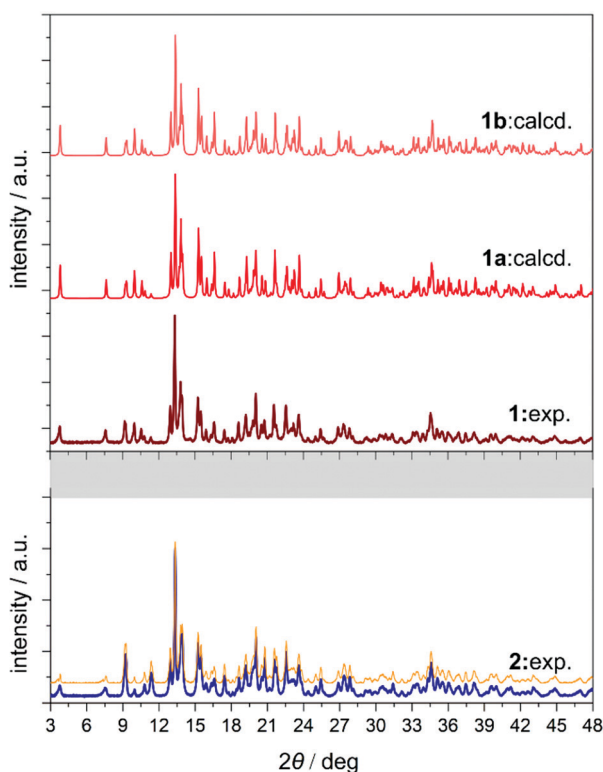 intensity / a.u.
1b:calcd.
1a:calcd.
1:exp.
intensity / a.u.
2:exp.
3 6 9 12 15 18 21 24 27 30 33 36 39 42 45 48
2θ / deg